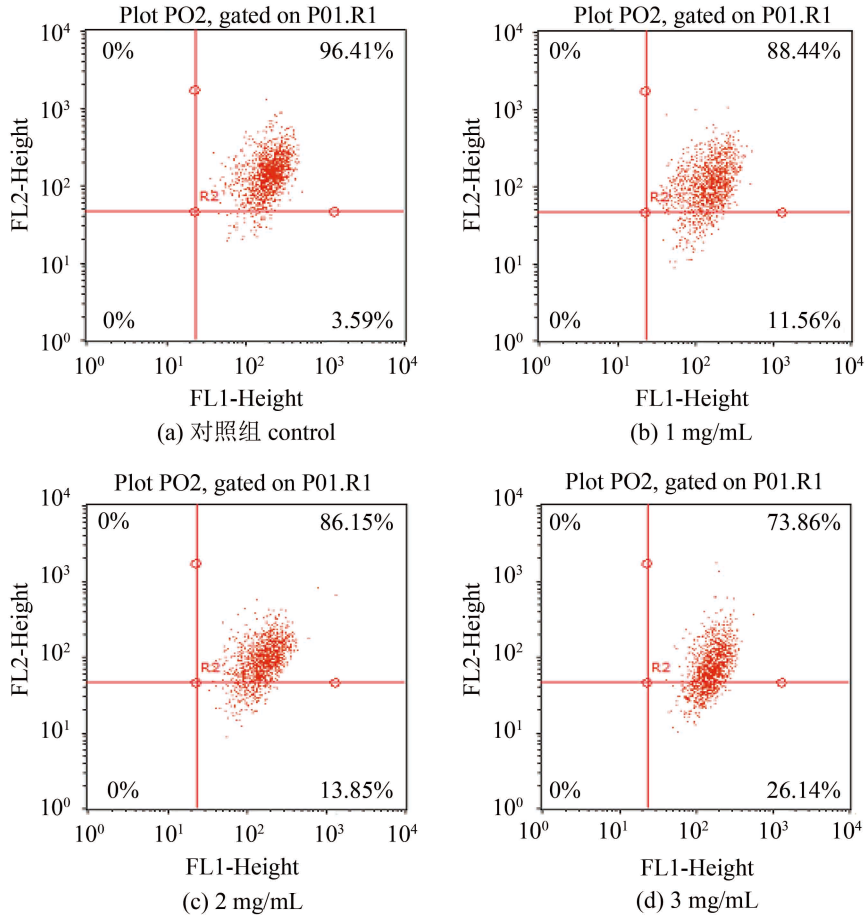 Plot PO2, gated on P01.R1
10⁴
0% 96.41%
10³
FL2-Height
10²
R2
10¹
0% 3.59%
10⁰
10⁰ 10¹ 10² 10³ 10⁴
FL1-Height
(a) 对照组 control
Plot PO2, gated on P01.R1
10⁴
0% 88.44%
10³
FL2-Height
10²
R2
10¹
0% 11.56%
10⁰
10⁰ 10¹ 10² 10³ 10⁴
FL1-Height
(b) 1 mg/mL
Plot PO2, gated on P01.R1
10⁴
0% 86.15%
10³
FL2-Height
10²
R2
10¹
0% 13.85%
10⁰
10⁰ 10¹ 10² 10³ 10⁴
FL1-Height
(c) 2 mg/mL
Plot PO2, gated on P01.R1
10⁴
0% 73.86%
10³
FL2-Height
10²
R2
10¹
0% 26.14%
10⁰
10⁰ 10¹ 10² 10³ 10⁴
FL1-Height
(d) 3 mg/mL